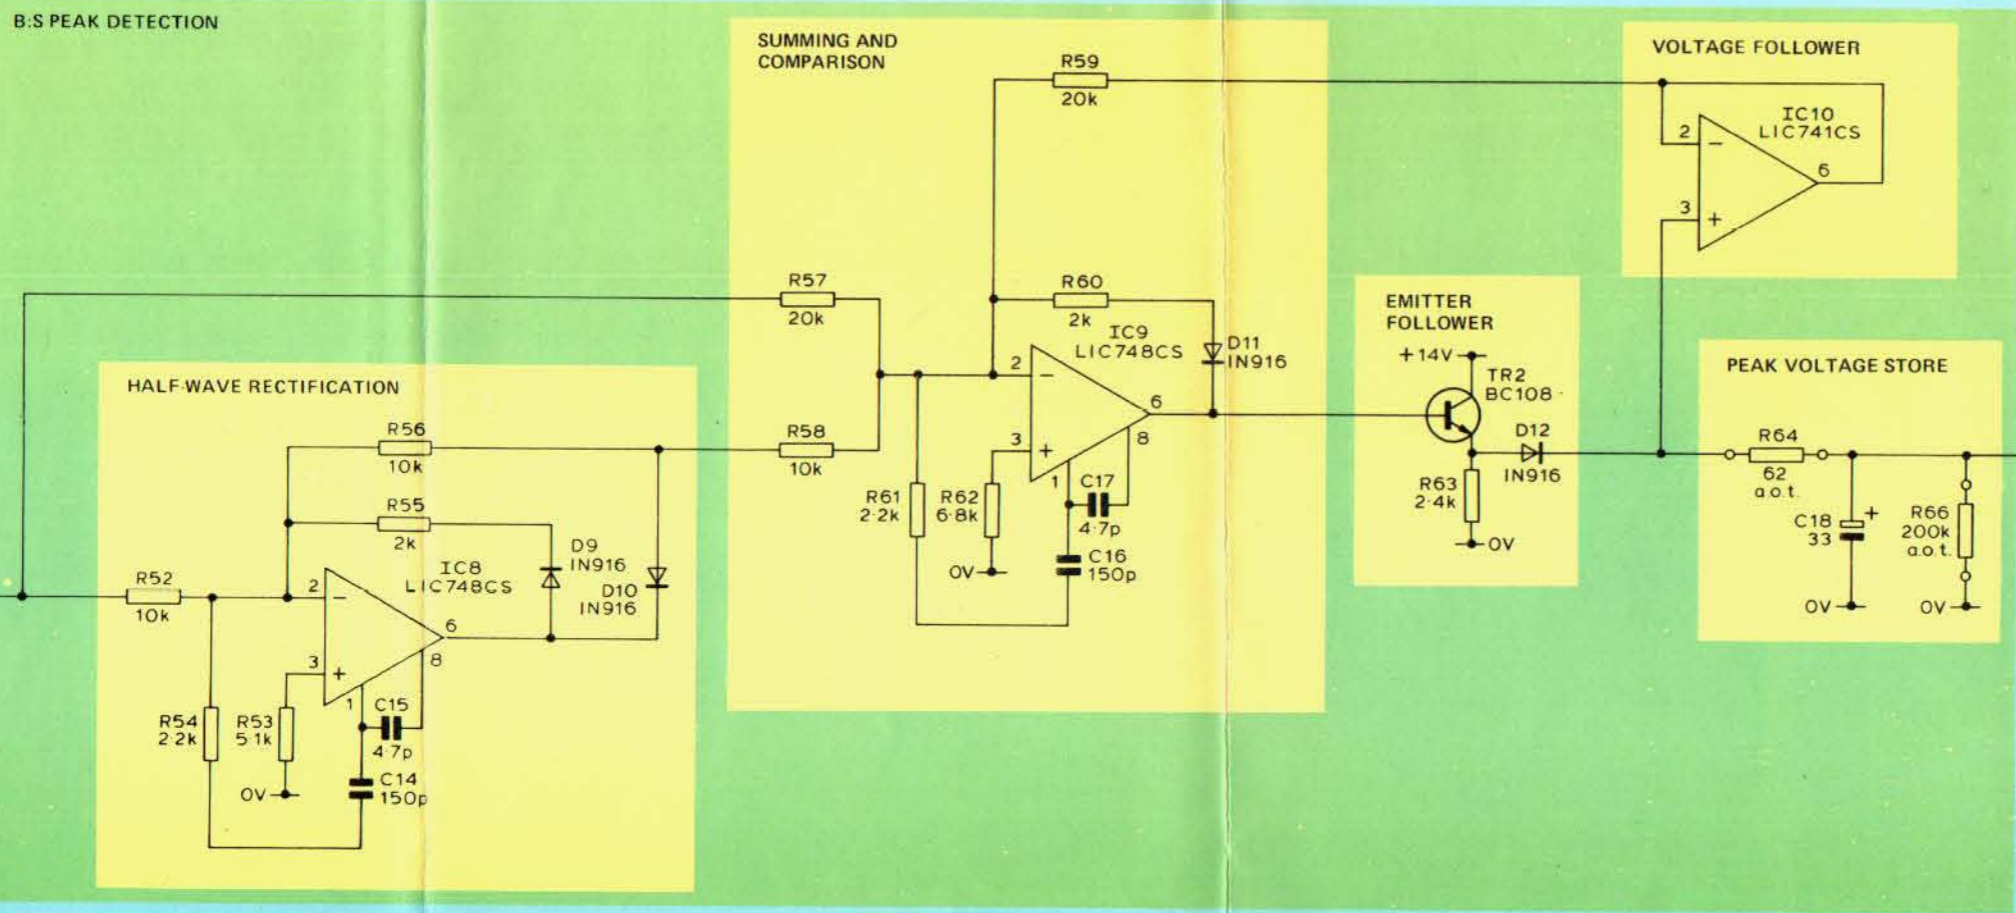 B:S PEAK DETECTION
SUMMING AND
COMPARISON
VOLTAGE FOLLOWER
R59
20k
IC10
LIC741CS
2
−
6
3
+
R57
20k
R60
2k
IC9
LIC748CS
D11
IN916
2
−
6
3
+
8
1
C17
4·7p
R61
2·2k
R62
6·8k
C16
150p
0V
EMITTER
FOLLOWER
+14V
TR2
BC108
D12
IN916
R63
2·4k
0V
PEAK VOLTAGE STORE
R64
62
a.o.t.
C18
33
+
R66
200k
a.o.t.
0V
0V
HALF-WAVE RECTIFICATION
R56
10k
R58
10k
R55
2k
D9
IN916
IC8
LIC748CS
D10
IN916
R52
10k
2
−
6
3
+
8
1
C15
4·7p
R54
2·2k
R53
5·1k
C14
150p
0V